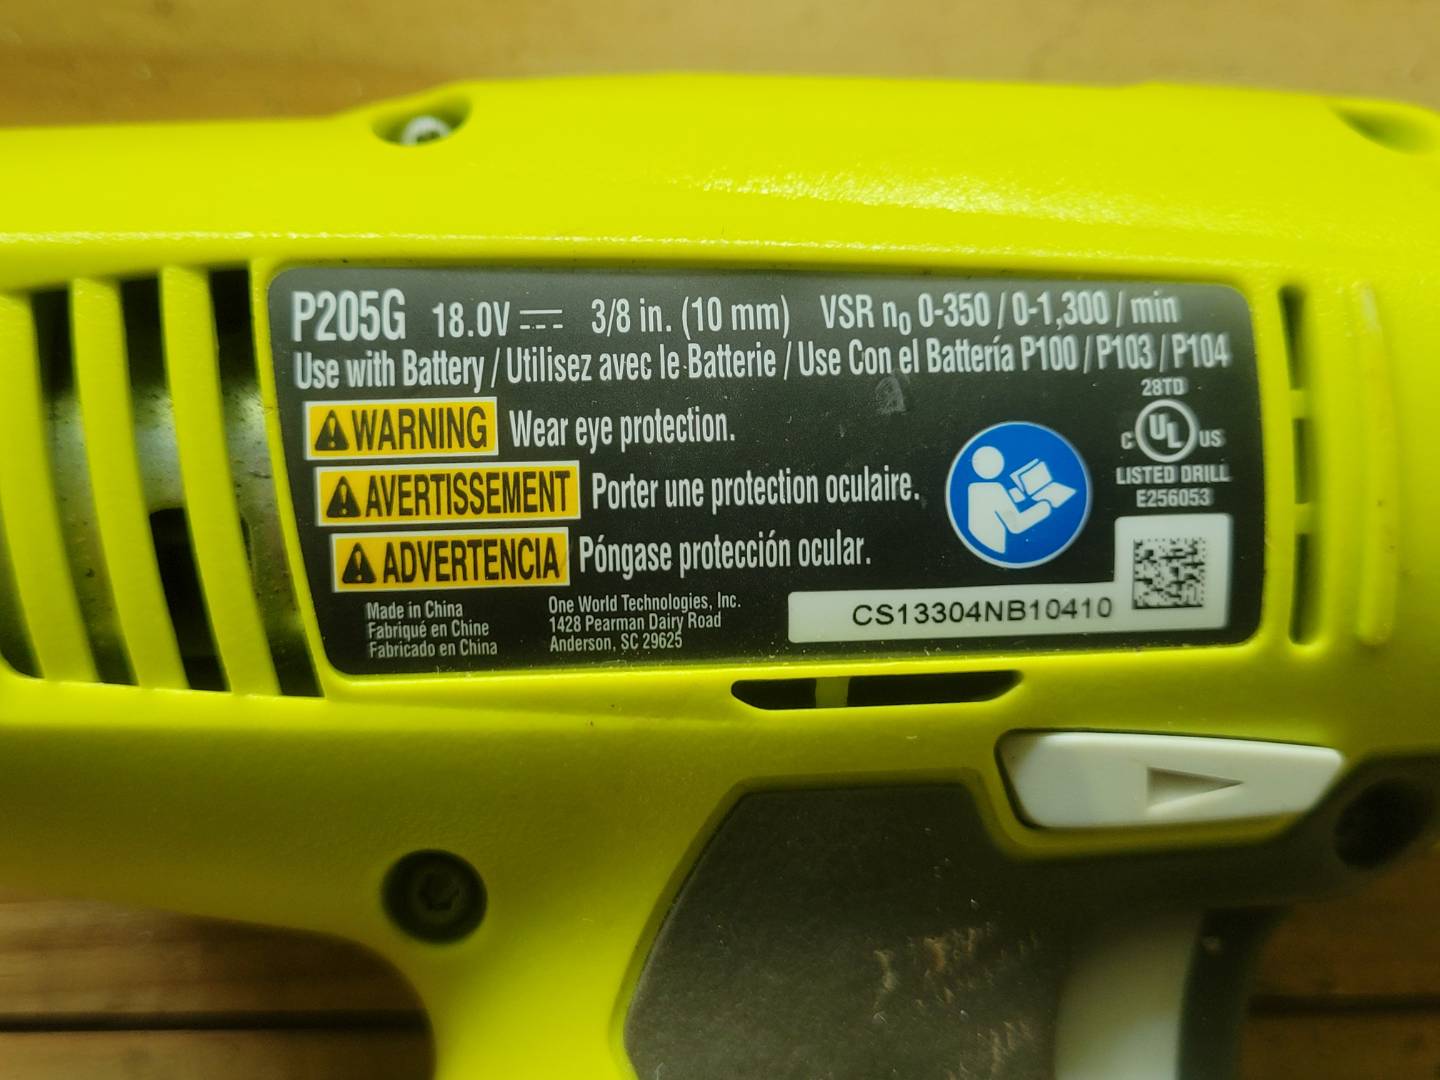 P205G 18.0V 3/8 in. (10 mm) VSR n0 0-350 / 0-1,300 / min
Use with Battery / Utilisez avec le Batterie / Use Con el Battería P100 / P103 / P104
WARNING Wear eye protection.
AVERTISSEMENT Porter une protection oculaire.
ADVERTENCIA Póngase protección ocular.
28TD
C UL US
LISTED DRILL
E256053
Made in China
Fabriqué en Chine
Fabricado en China
One World Technologies, Inc.
1428 Pearman Dairy Road
Anderson, SC 29625
CS13304NB10410